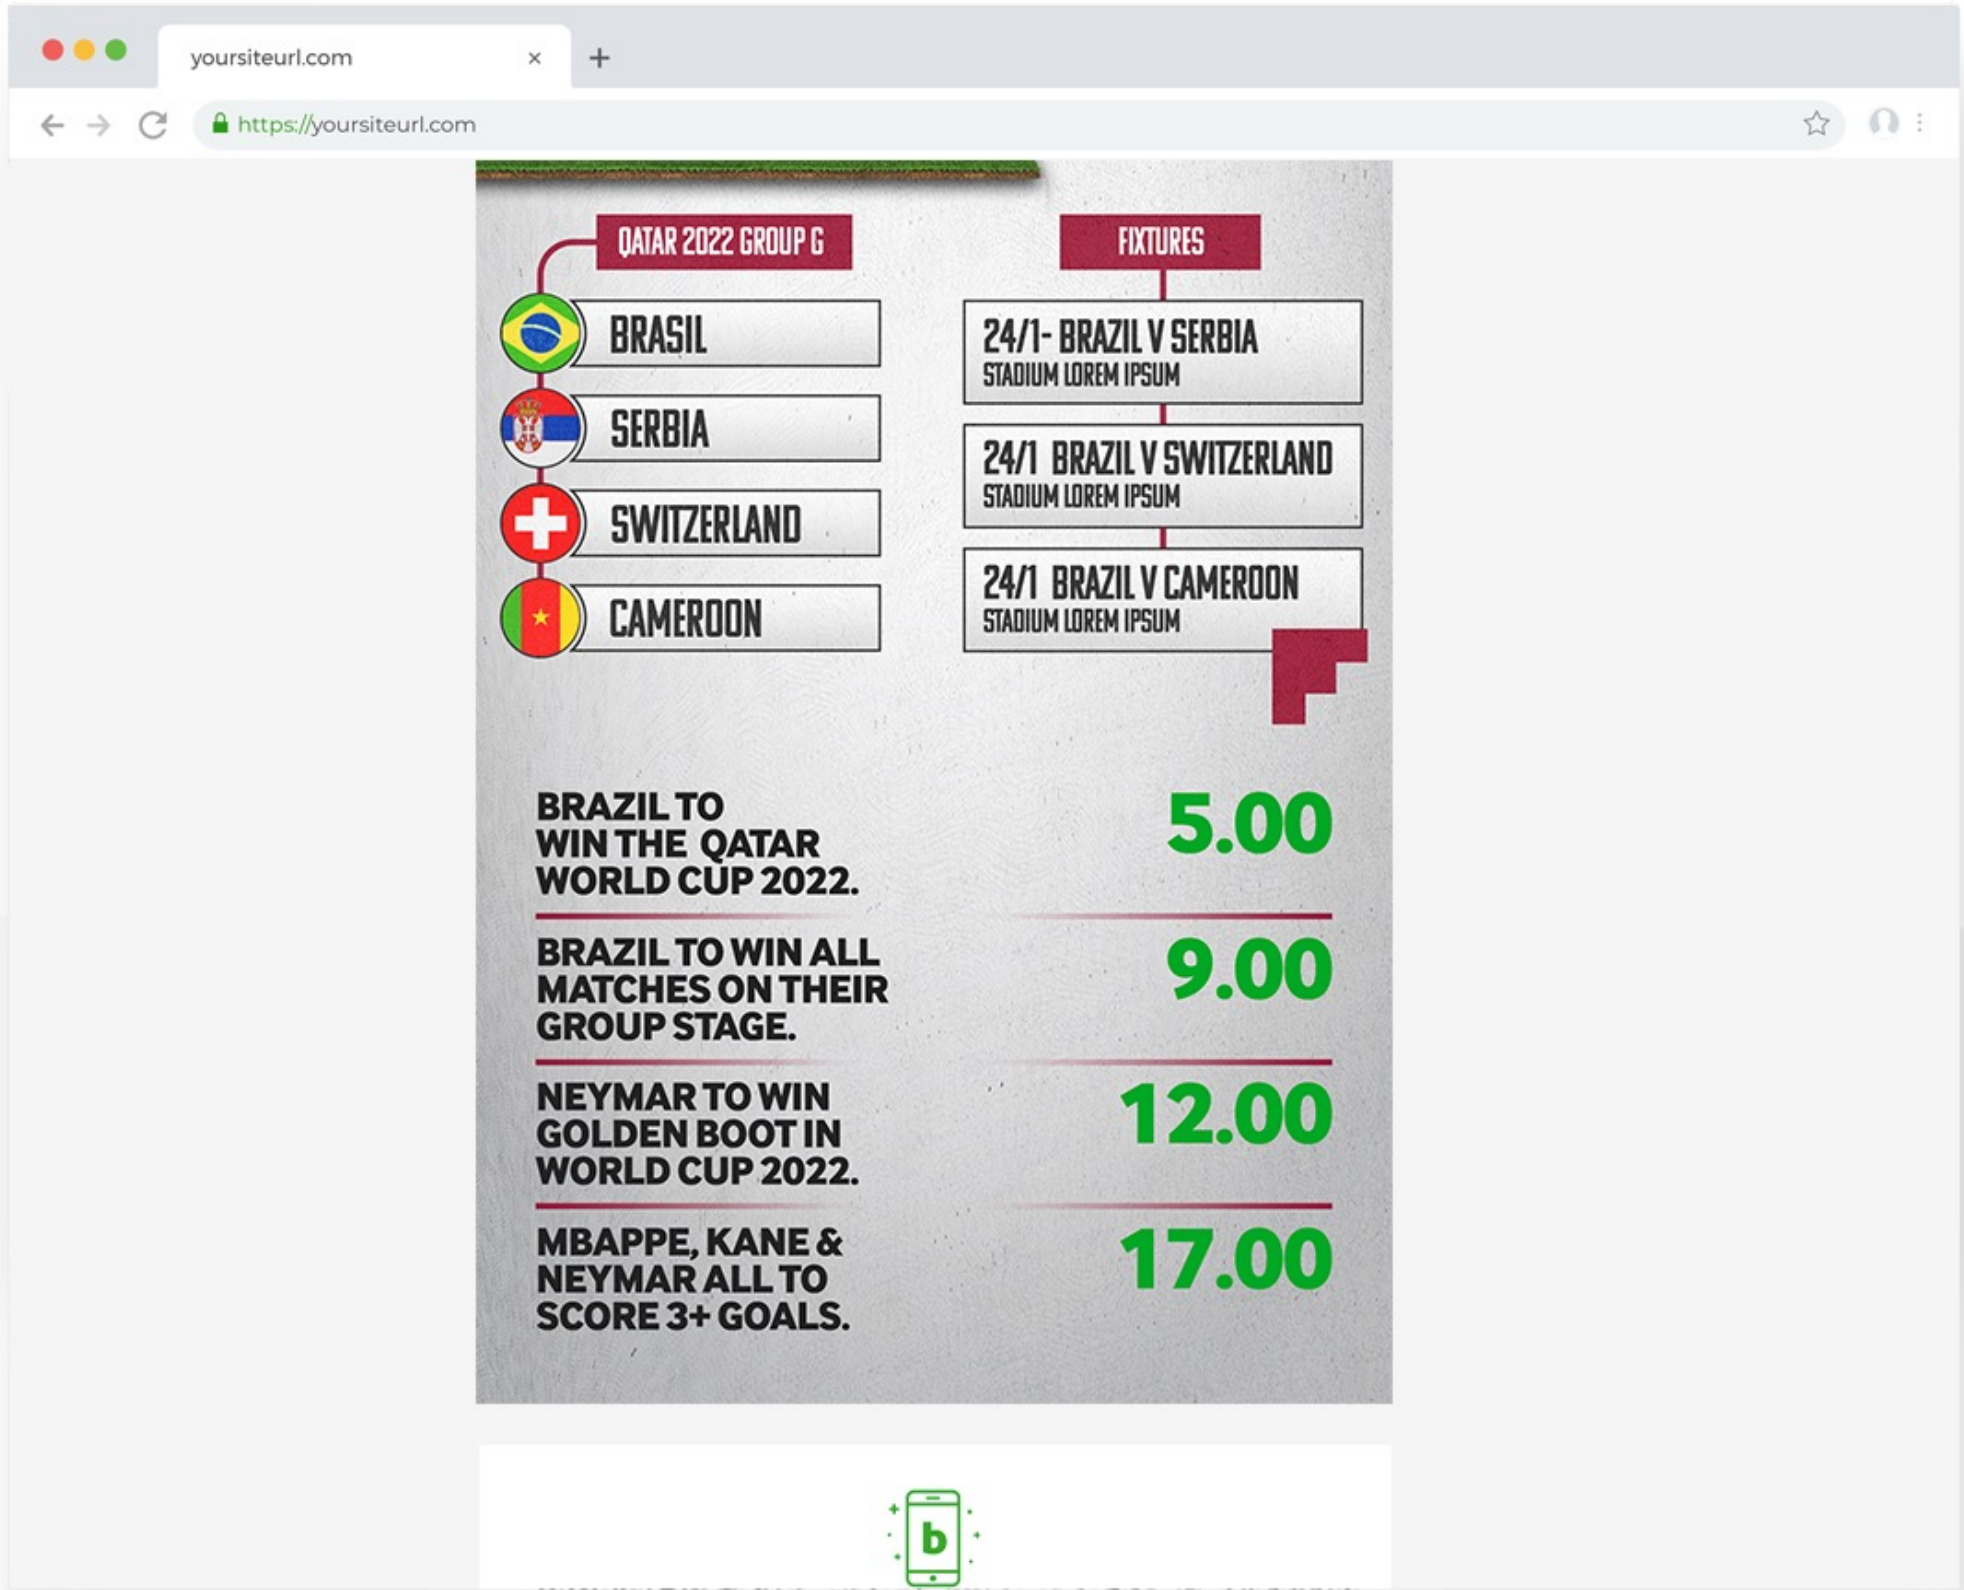 yoursiteurl.com
https://yoursiteurl.com
QATAR 2022 GROUP G
BRASIL
SERBIA
SWITZERLAND
CAMEROON
FIXTURES
24/1- BRAZIL V SERBIA
STADIUM LOREM IPSUM
24/1 BRAZIL V SWITZERLAND
STADIUM LOREM IPSUM
24/1 BRAZIL V CAMEROON
STADIUM LOREM IPSUM
BRAZIL TO
WIN THE QATAR
WORLD CUP 2022.
5.00
BRAZIL TO WIN ALL
MATCHES ON THEIR
GROUP STAGE.
9.00
NEYMAR TO WIN
GOLDEN BOOT IN
WORLD CUP 2022.
12.00
MBAPPE, KANE &
NEYMAR ALL TO
SCORE 3+ GOALS.
17.00
b